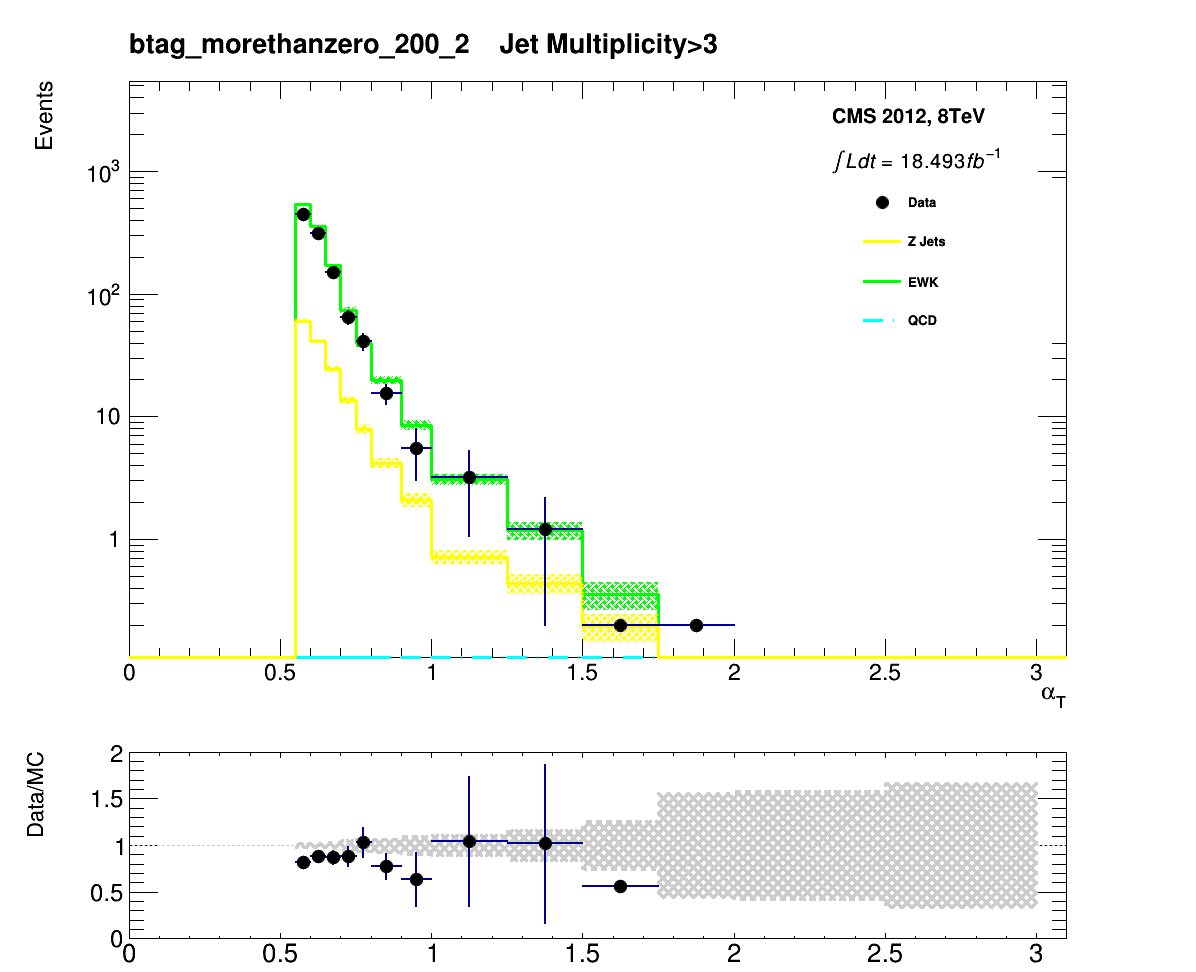 btag_morethanzero_200_2 Jet Multiplicity>3
Events
CMS 2012, 8TeV
∫Ldt = 18.493fb⁻¹
Data
Z Jets
EWK
QCD
10³
10²
10
1
0 0.5 1 1.5 2 2.5 3
α_T
Data/MC
2
1.5
1
0.5
0
0 0.5 1 1.5 2 2.5 3